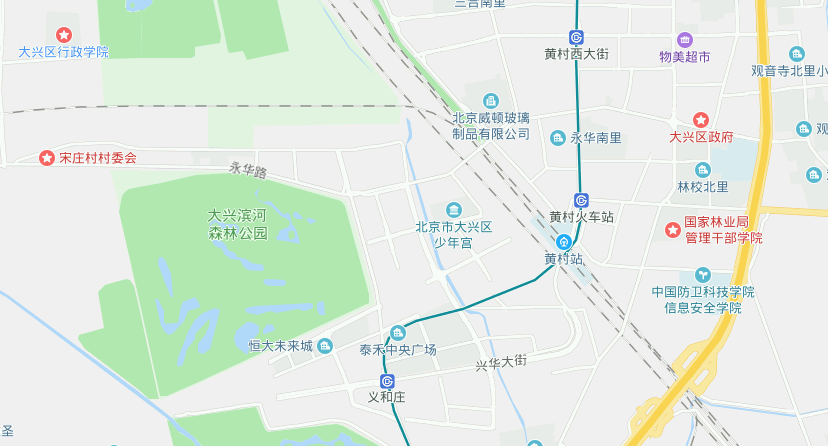 三合南里
大兴区行政学院
黄村西大街
物美超市
观音寺北里小
北京威顿玻璃
制品有限公司
永华南里
大兴区政府
观
宋庄村村委会
永华路
林校北里
观
大兴滨河
森林公园
北京市大兴区
少年宫
黄村火车站
国家林业局
管理干部学院
黄村站
中国防卫科技学院
信息安全学院
恒大未来城
泰禾中央广场
兴华大街
义和庄
圣